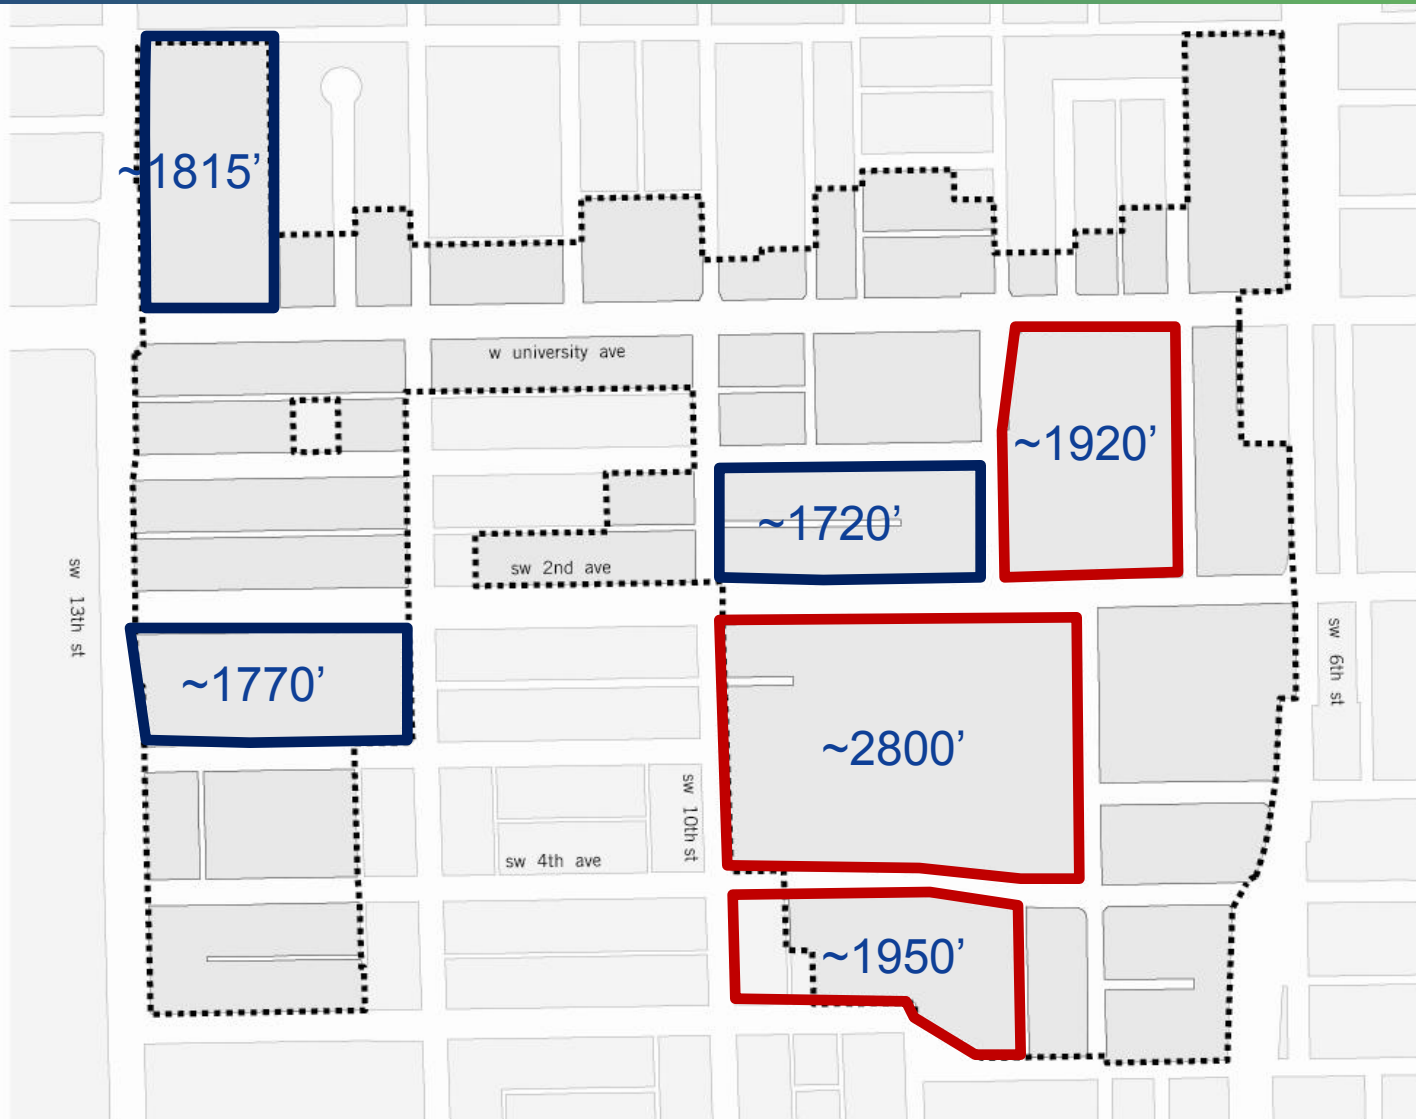 ~1815’
w university ave
~1920’
~1720’
sw 2nd ave
sw 13th st
sw 6th st
~1770’
~2800’
sw 10th st
sw 4th ave
~1950’